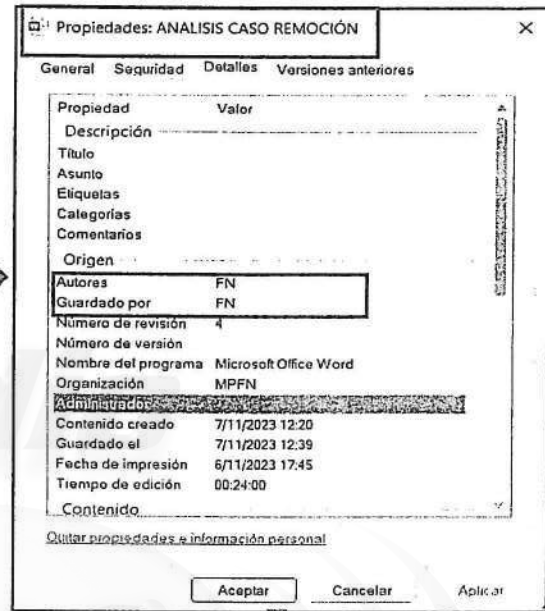 Propiedades: ANALISIS CASO REMOCIÓN
General Seguridad Detalles Versiones anteriores
Propiedad Valor
Descripción
Título
Asunto
Etiquetas
Categorías
Comentarios
Origen
Autores FN
Guardado por FN
Número de revisión 4
Número de versión
Nombre del programa Microsoft Office Word
Organización MPFN
Administrador
Contenido creado 7/11/2023 12:20
Guardado el 7/11/2023 12:39
Fecha de impresión 6/11/2023 17:45
Tiempo de edición 00:24:00
Contenido
Quitar propiedades e información personal
Aceptar Cancelar Aplicar